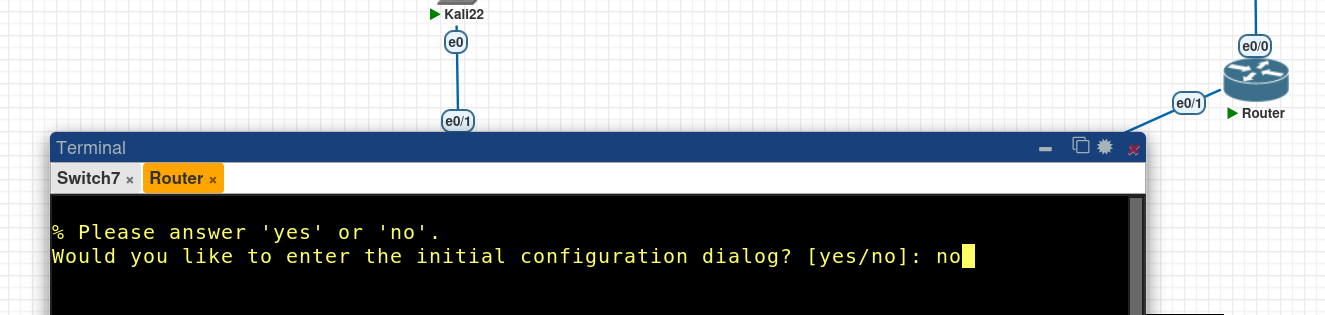 Kali22
e0
e0/0
e0/1
Router
e0/1
Terminal
Switch7 × Router ×
% Please answer 'yes' or 'no'.
Would you like to enter the initial configuration dialog? [yes/no]: no